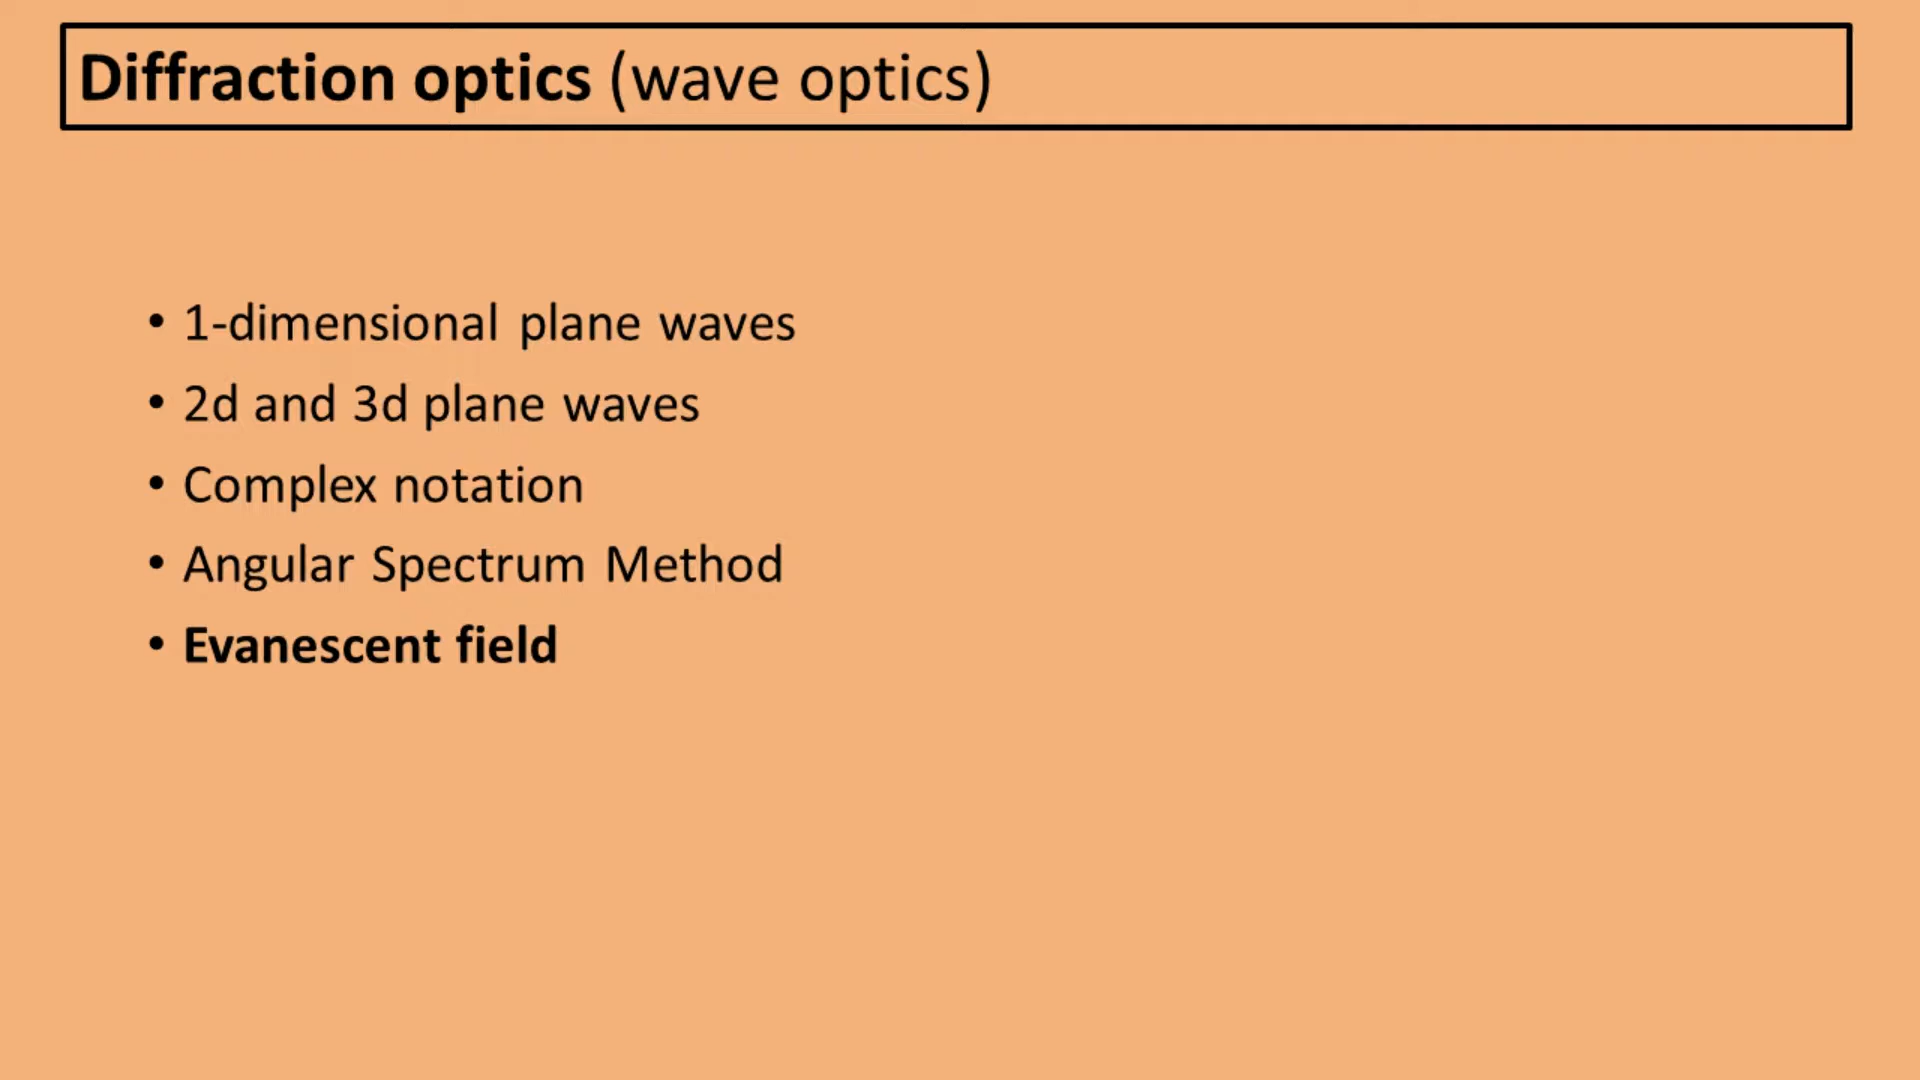 Diffraction optics (wave optics)
• 1-dimensional plane waves
• 2d and 3d plane waves
• Complex notation
• Angular Spectrum Method
• Evanescent field